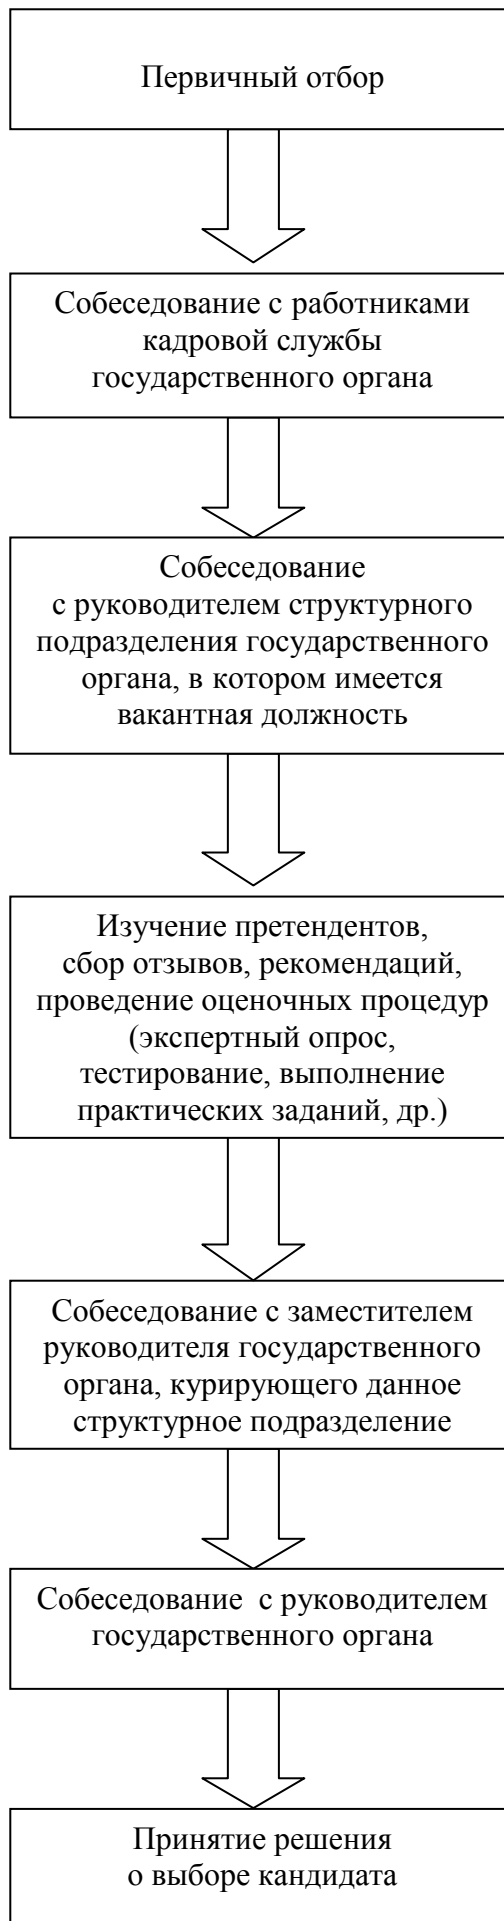 Первичный отбор
Собеседование с работниками
кадровой службы
государственного органа
Собеседование
с руководителем структурного
подразделения государственного
органа, в котором имеется
вакантная должность
Изучение претендентов,
сбор отзывов, рекомендаций,
проведение оценочных процедур
(экспертный опрос,
тестирование, выполнение
практических заданий, др.)
Собеседование с заместителем
руководителя государственного
органа, курирующего данное
структурное подразделение
Собеседование с руководителем
государственного органа
Принятие решения
о выборе кандидата